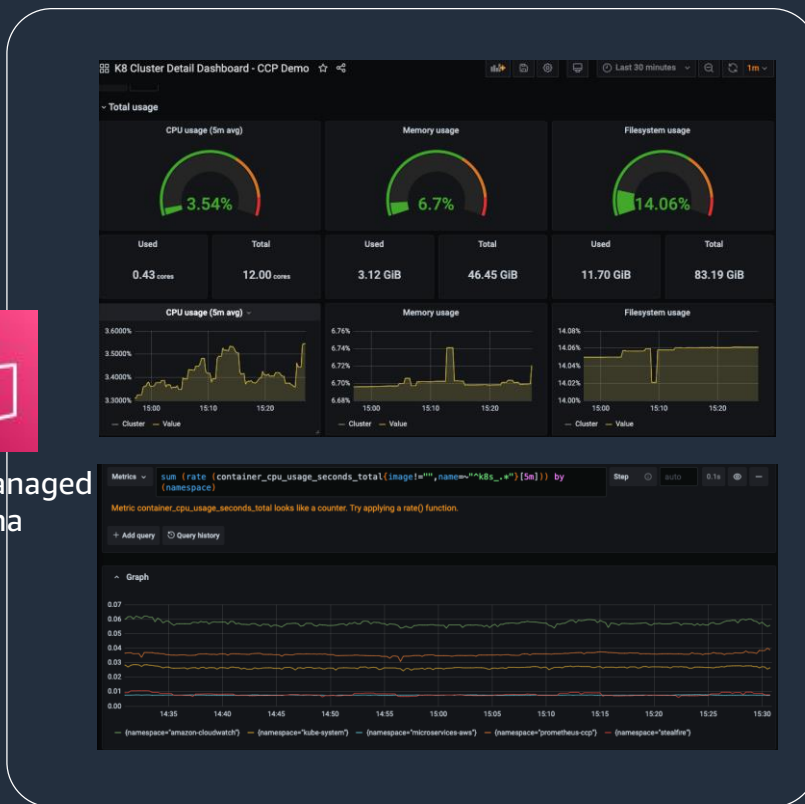 K8 Cluster Detail Dashboard - CCP Demo
Last 30 minutes
1m
Total usage
CPU usage (5m avg)
Memory usage
Filesystem usage
3.54%
6.7%
14.06%
Used
Total
Used
Total
Used
Total
0.43 cores
12.00 cores
3.12 GiB
46.45 GiB
11.70 GiB
83.19 GiB
CPU usage (5m avg)
Memory usage
Filesystem usage
3.6000%
3.5000%
3.4000%
3.3000%
15:00 15:10 15:20
Cluster Value
6.76%
6.74%
6.72%
6.70%
6.68%
15:00 15:10 15:20
Cluster Value
14.08%
14.06%
14.04%
14.02%
14.00%
15:00 15:10 15:20
Cluster Value
anaged
na
Metrics
sum (rate (container_cpu_usage_seconds_total{image!="",name=~"^k8s_.*"}[5m])) by
(namespace)
Step auto 0.1s
Metric container_cpu_usage_seconds_total looks like a counter. Try applying a rate() function.
+ Add query Query history
Graph
0.07
0.06
0.05
0.04
0.03
0.02
0.01
0.00
14:35 14:40 14:45 14:50 14:55 15:00 15:05 15:10 15:15 15:20 15:25 15:30
{namespace="amazon-cloudwatch"} {namespace="kube-system"} {namespace="microservices-aws"} {namespace="prometheus-ccp"} {namespace="stealfire"}